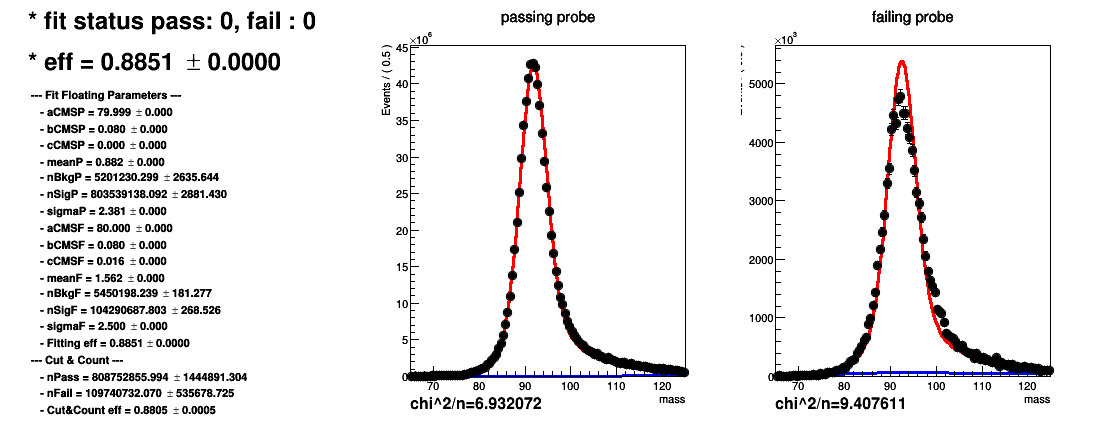 * fit status pass: 0, fail : 0
* eff = 0.8851 ± 0.0000
--- Fit Floating Parameters ---
- aCMSP = 79.999 ± 0.000
- bCMSP = 0.080 ± 0.000
- cCMSP = 0.000 ± 0.000
- meanP = 0.882 ± 0.000
- nBkgP = 5201230.299 ± 2635.644
- nSigP = 803539138.092 ± 2881.430
- sigmaP = 2.381 ± 0.000
- aCMSF = 80.000 ± 0.000
- bCMSF = 0.080 ± 0.000
- cCMSF = 0.016 ± 0.000
- meanF = 1.562 ± 0.000
- nBkgF = 5450198.239 ± 181.277
- nSigF = 104290687.803 ± 268.526
- sigmaF = 2.500 ± 0.000
- Fitting eff = 0.8851 ± 0.0000
--- Cut & Count ---
- nPass = 808752855.994 ± 1444891.304
- nFail = 109740732.070 ± 535678.725
- Cut&Count eff = 0.8805 ± 0.0005
passing probe
×10⁶
Events / ( 0.5 )
45
40
35
30
25
20
15
10
5
0
70 80 90 100 110 120
mass
chi^2/n=6.932072
failing probe
×10³
5000
4000
3000
2000
1000
0
70 80 90 100 110 120
mass
chi^2/n=9.407611